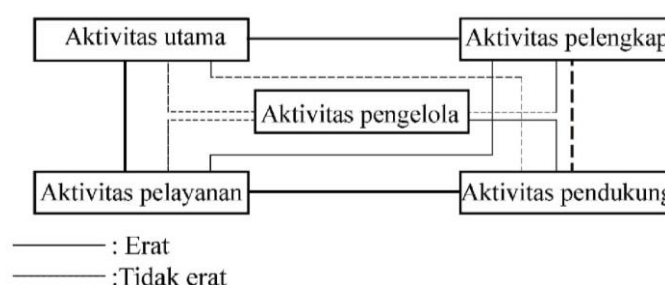 Aktivitas utama
Aktivitas pelengkap
Aktivitas pengelola
Aktivitas pelayanan
Aktivitas pendukung
: Erat
:Tidak erat